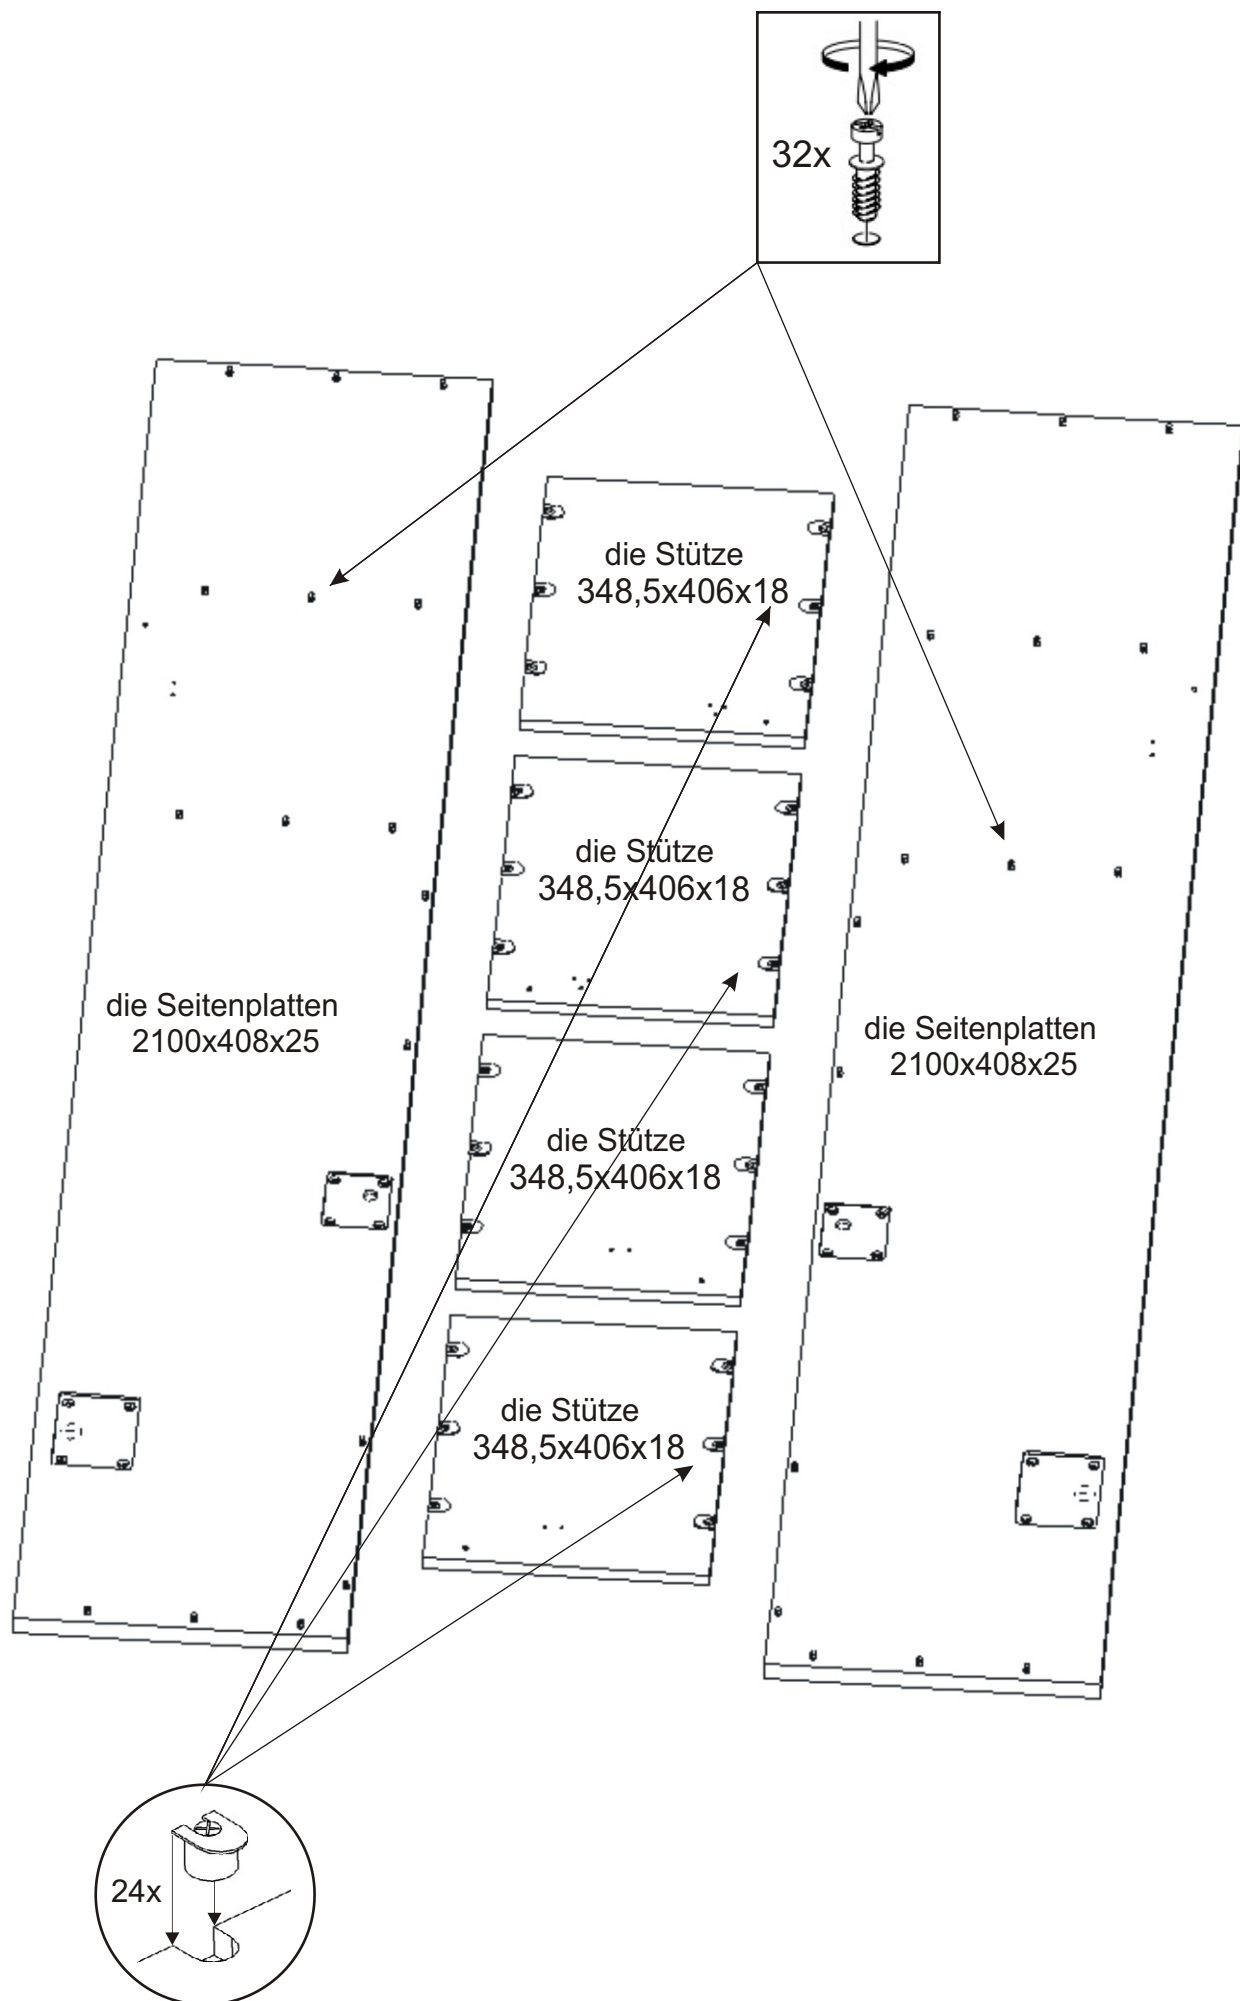 32x
die Stütze
348,5x406x18
die Stütze
348,5x406x18
die Seitenplatten
2100x408x25
die Seitenplatten
2100x408x25
die Stütze
348,5x406x18
die Stütze
348,5x406x18
24x